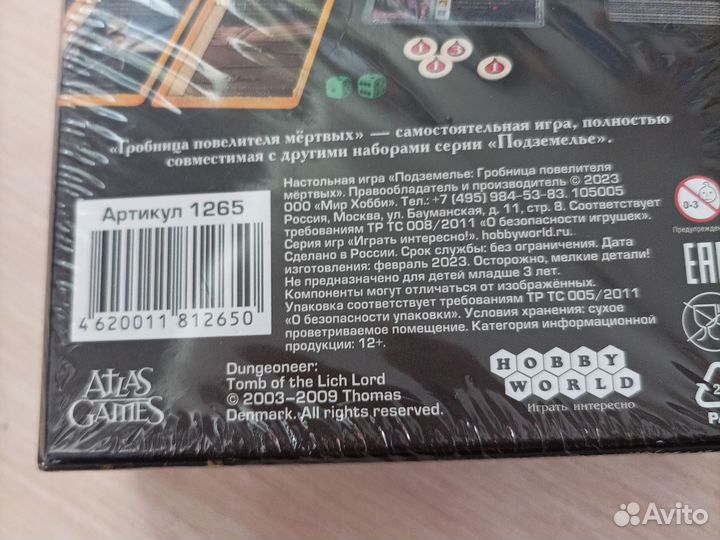 «Гробница повелителя мёртвых» — самостоятельная игра, полностью
совместимая с другими наборами серии «Подземелье».
Артикул 1265
4 620011 812650
Настольная игра «Подземелье: Гробница повелителя
мёртвых». Правообладатель и производитель © 2023
ООО «Мир Хобби». Тел.: +7 (495) 984-53-83. 105005
Россия, Москва, ул. Бауманская, д. 11, стр. 8. Соответствует
требованиям ТР ТС 008/2011 «О безопасности игрушек».
Серия игр «Играть интересно!». hobbyworld.ru.
Сделано в России. Срок службы: без ограничения. Дата
изготовления: февраль 2023. Осторожно, мелкие детали!
Не предназначено для детей младше 3 лет.
Компоненты могут отличаться от изображённых.
Упаковка соответствует требованиям ТР ТС 005/2011
«О безопасности упаковки». Условия хранения: сухое
проветриваемое помещение. Категория информационной
продукции: 12+.
0-3
EAC
ATLAS
GAMES
Dungeoneer:
Tomb of the Lich Lord
© 2003–2009 Thomas
Denmark. All rights reserved.
HOBBY
WORLD
Играть интересно
1
3
1
1
Avito